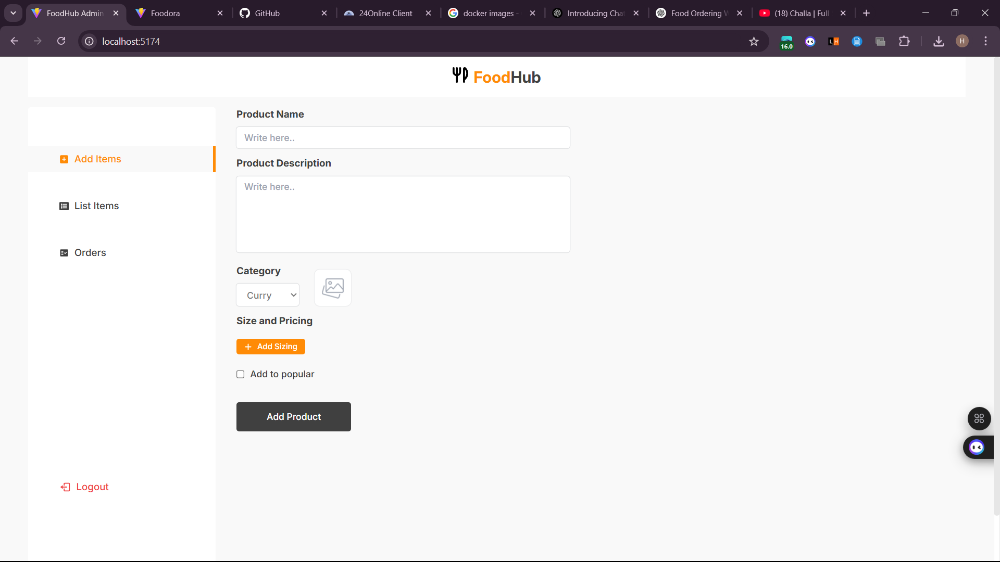 FoodHub Admin
Foodora
GitHub
24Online Client
docker images -
Introducing Cha
Food Ordering W
(18) Challa | Full
localhost:5174
16.0
LH
H
FoodHub
Product Name
Write here..
Add Items
Product Description
Write here..
List Items
Orders
Category
Curry
Size and Pricing
+ Add Sizing
Add to popular
Add Product
Logout